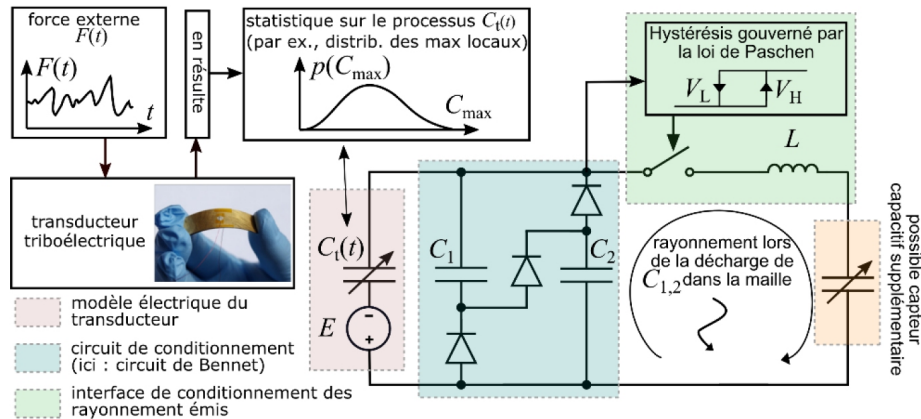 force externe
F(t)
F(t)
t
en résulte
statistique sur le processus Ct(t)
(par ex., distrib. des max locaux)
p(Cmax)
Cmax
Hystérésis gouverné par
la loi de Paschen
VL
VH
transducteur
triboélectrique
Ct(t)
E
C1
C2
L
rayonnement lors
de la décharge de
C1,2 dans la maille
possible capteur
capacitif supplémentaire
modèle électrique du
transducteur
circuit de conditionnement
(ici : circuit de Bennet)
interface de conditionnement des
rayonnement émis